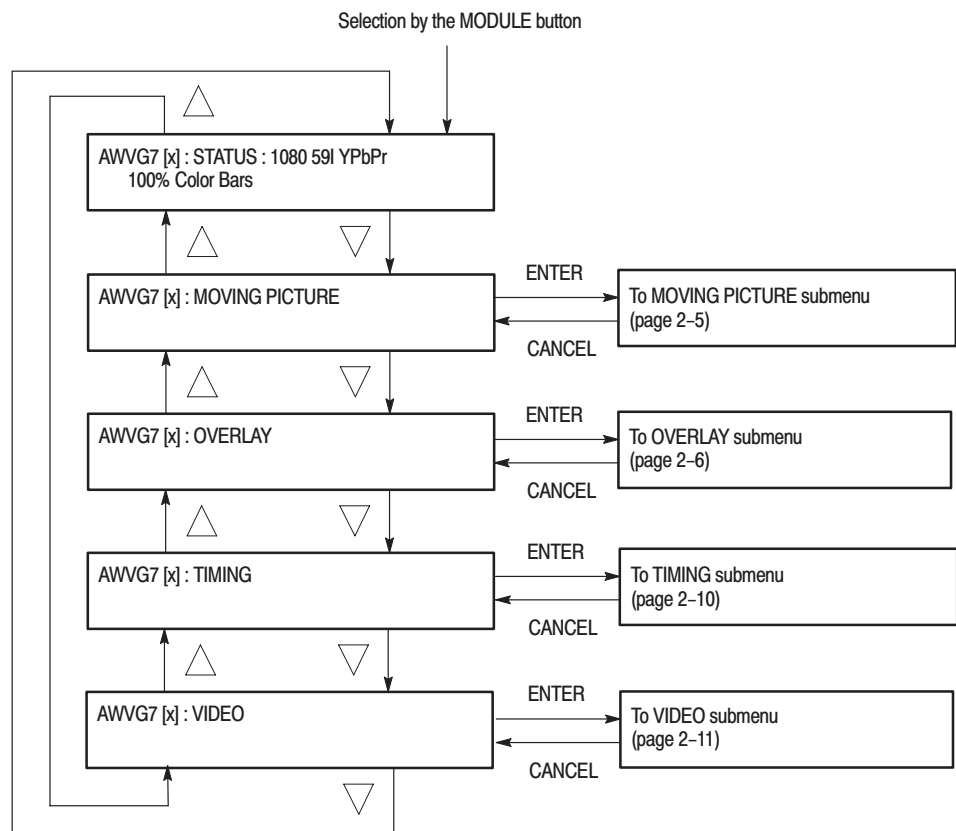 Selection by the MODULE button
AWVG7 [x] : STATUS : 1080 59I YPbPr
100% Color Bars
AWVG7 [x] : MOVING PICTURE
ENTER
CANCEL
To MOVING PICTURE submenu
(page 2–5)
AWVG7 [x] : OVERLAY
ENTER
CANCEL
To OVERLAY submenu
(page 2–6)
AWVG7 [x] : TIMING
ENTER
CANCEL
To TIMING submenu
(page 2–10)
AWVG7 [x] : VIDEO
ENTER
CANCEL
To VIDEO submenu
(page 2–11)